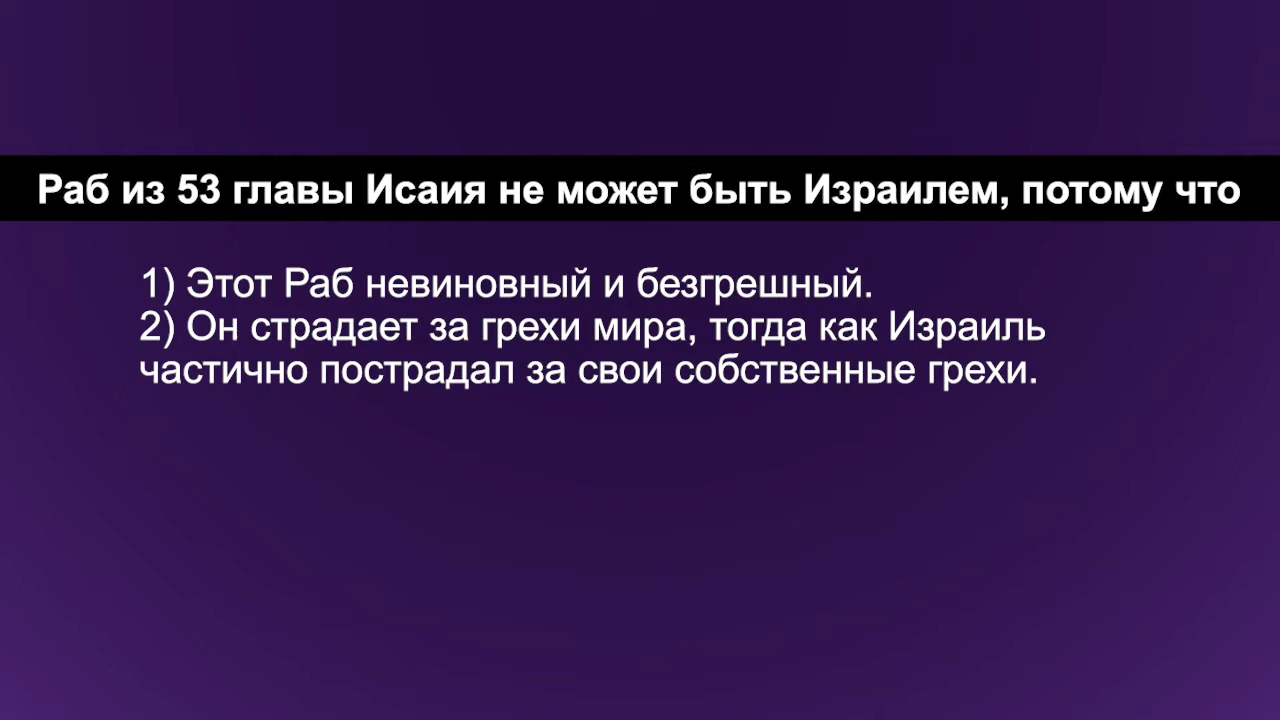 Раб из 53 главы Исаия не может быть Израилем, потому что
1) Этот Раб невиновный и безгрешный.
2) Он страдает за грехи мира, тогда как Израиль
частично пострадал за свои собственные грехи.